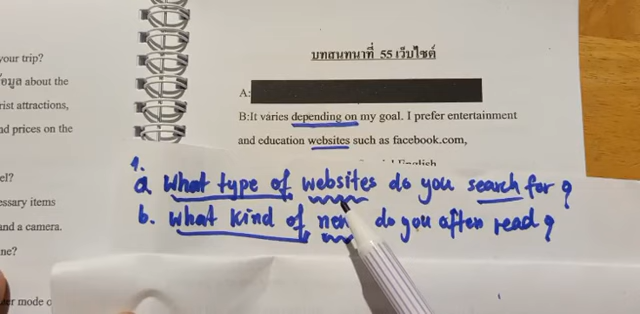 your trip?
about the
rist attractions,
nd prices on the
el?
essary items
and a camera.
ne?
mode o
บทสนทนาที่ 55 เว็บไซต์
A:
B:It varies depending on my goal. I prefer entertainment
and education websites such as facebook.com,
1.
a. What type of websites do you search for?
b. What kind of do you often read?